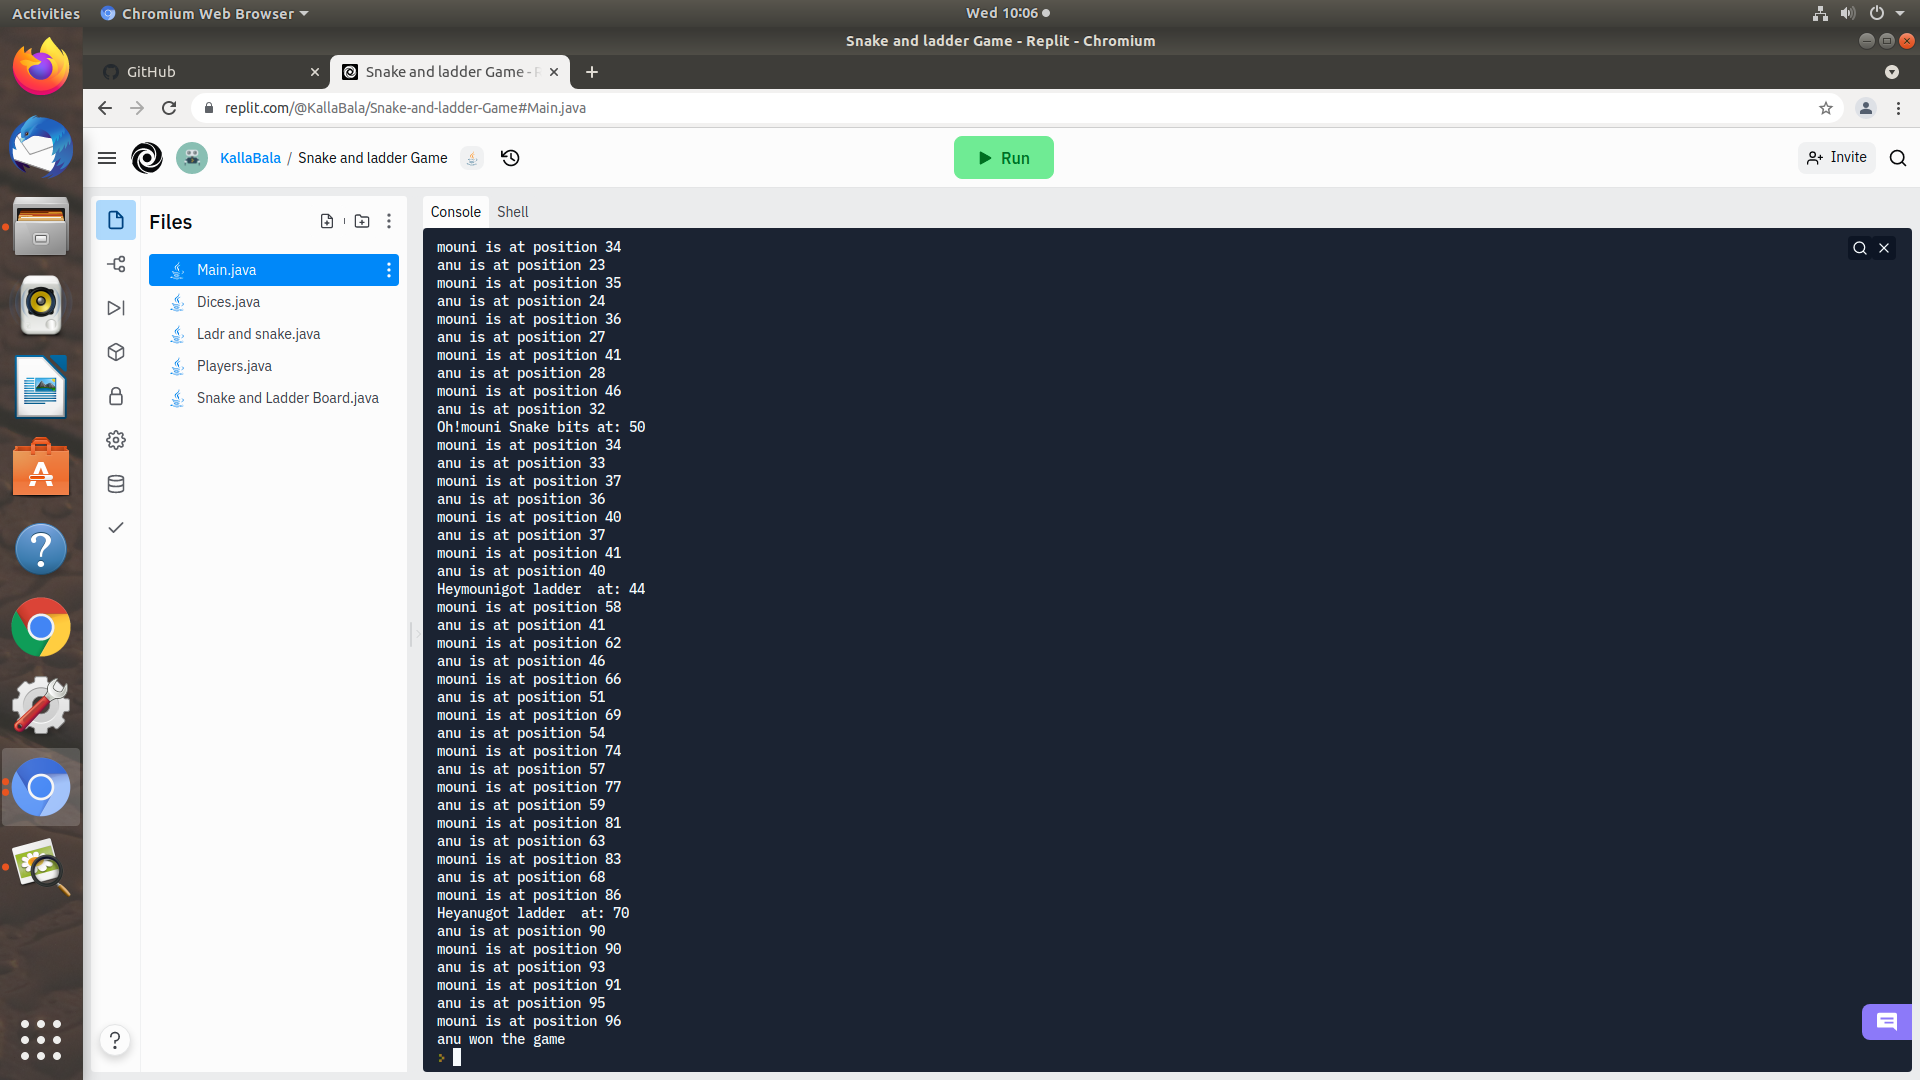 Activities
Chromium Web Browser
Wed 10:06
Snake and ladder Game - Replit - Chromium
GitHub
Snake and ladder Game -
replit.com/@KallaBala/Snake-and-ladder-Game#Main.java
KallaBala / Snake and ladder Game
Run
Invite
Files
Main.java
Dices.java
Ladr and snake.java
Players.java
Snake and Ladder Board.java
Console
Shell
mouni is at position 34
anu is at position 23
mouni is at position 35
anu is at position 24
mouni is at position 36
anu is at position 27
mouni is at position 41
anu is at position 28
mouni is at position 46
anu is at position 32
Oh!mouni Snake bits at: 50
mouni is at position 34
anu is at position 33
mouni is at position 37
anu is at position 36
mouni is at position 40
anu is at position 37
mouni is at position 41
anu is at position 40
Heymounigot ladder  at: 44
mouni is at position 58
anu is at position 41
mouni is at position 62
anu is at position 46
mouni is at position 66
anu is at position 51
mouni is at position 69
anu is at position 54
mouni is at position 74
anu is at position 57
mouni is at position 77
anu is at position 59
mouni is at position 81
anu is at position 63
mouni is at position 83
anu is at position 68
mouni is at position 86
Heyanugot ladder  at: 70
anu is at position 90
mouni is at position 90
anu is at position 93
mouni is at position 91
anu is at position 95
mouni is at position 96
anu won the game